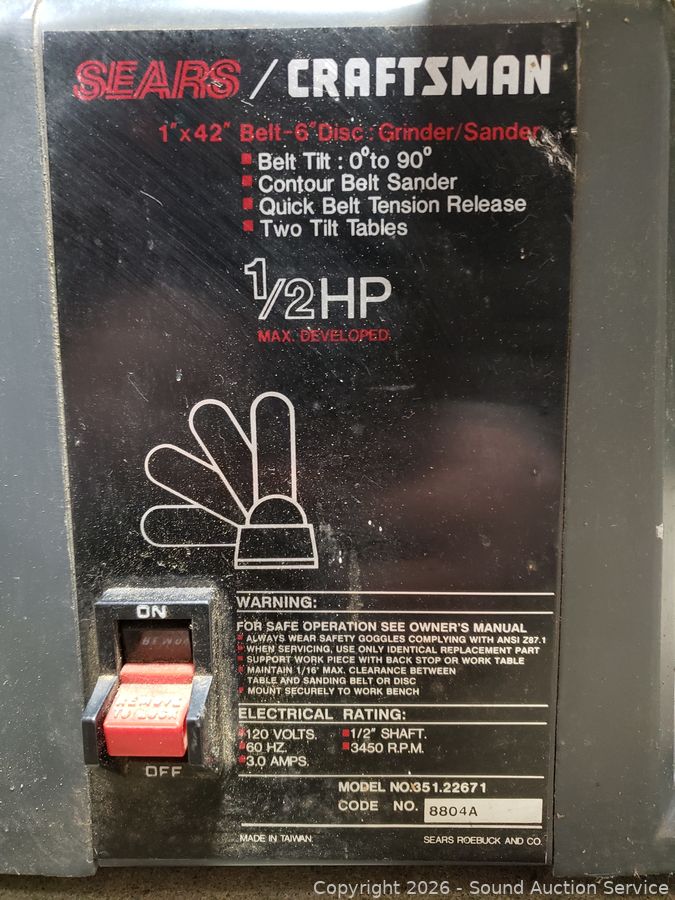 SEARS / CRAFTSMAN
1"x42" Belt-6"Disc: Grinder/Sander
Belt Tilt : 0° to 90°
Contour Belt Sander
Quick Belt Tension Release
Two Tilt Tables
1/2HP
MAX. DEVELOPED.
WARNING:
FOR SAFE OPERATION SEE OWNER'S MANUAL
ALWAYS WEAR SAFETY GOGGLES COMPLYING WITH ANSI Z87.1
WHEN SERVICING, USE ONLY IDENTICAL REPLACEMENT PART
SUPPORT WORK PIECE WITH BACK STOP OR WORK TABLE
MAINTAIN 1/16" MAX. CLEARANCE BETWEEN
TABLE AND SANDING BELT OR DISC
MOUNT SECURELY TO WORK BENCH
ON
REMOVE
TO LOCK
OFF
ELECTRICAL RATING:
120 VOLTS. 1/2" SHAFT.
60 HZ. 3450 R.P.M.
3.0 AMPS.
MODEL NO.351.22671
CODE NO. 8804A
MADE IN TAIWAN SEARS ROEBUCK AND CO.
Copyright 2026 - Sound Auction Service